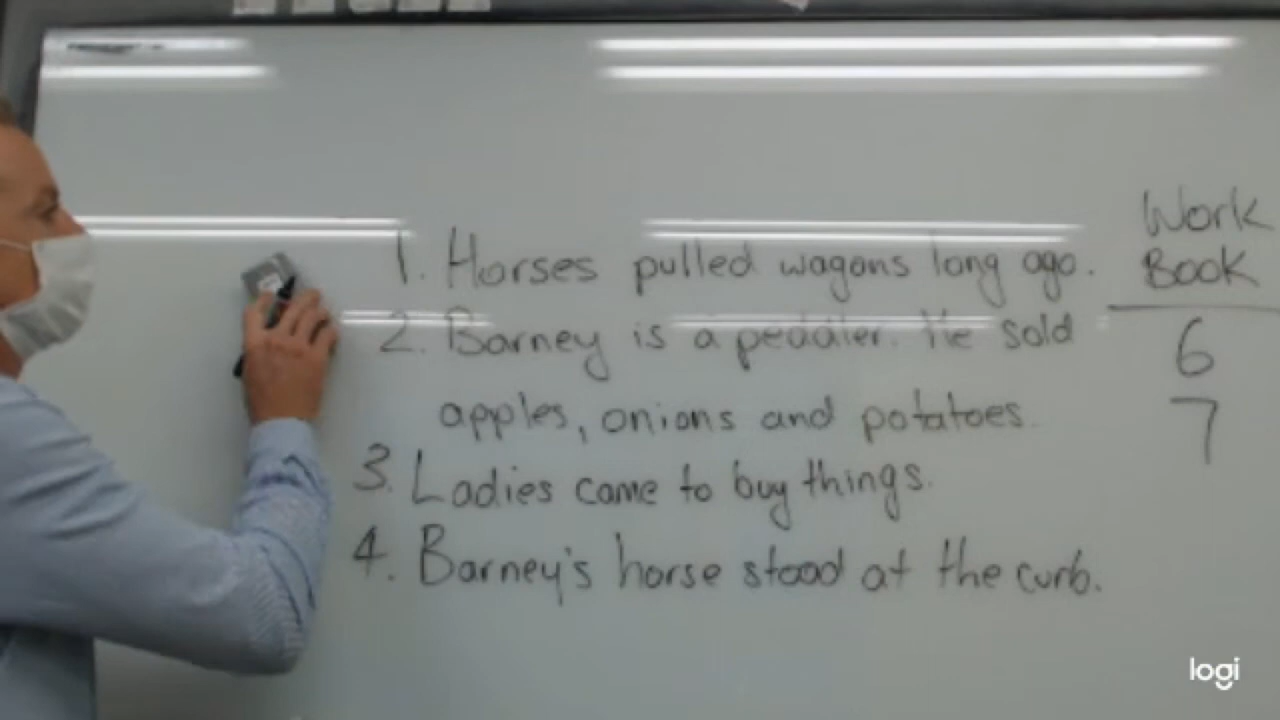 1. Horses pulled wagons long ago.
2. Barney is a peddler. He sold
apples, onions and potatoes.
3. Ladies came to buy things.
4. Barney's horse stood at the curb.
Work
Book
6
7
logi